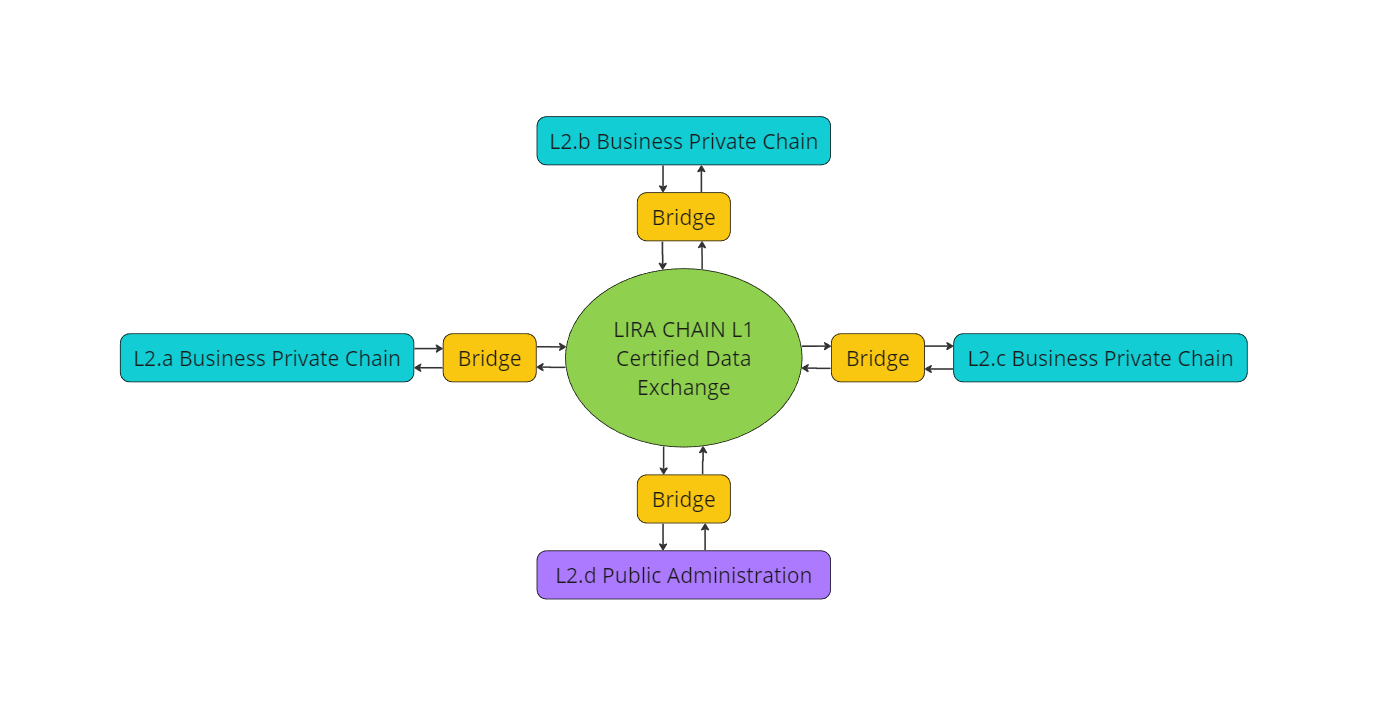 L2.b Business Private Chain
Bridge
LIRA CHAIN L1
Certified Data
Exchange
L2.a Business Private Chain
Bridge
Bridge
L2.c Business Private Chain
Bridge
L2.d Public Administration